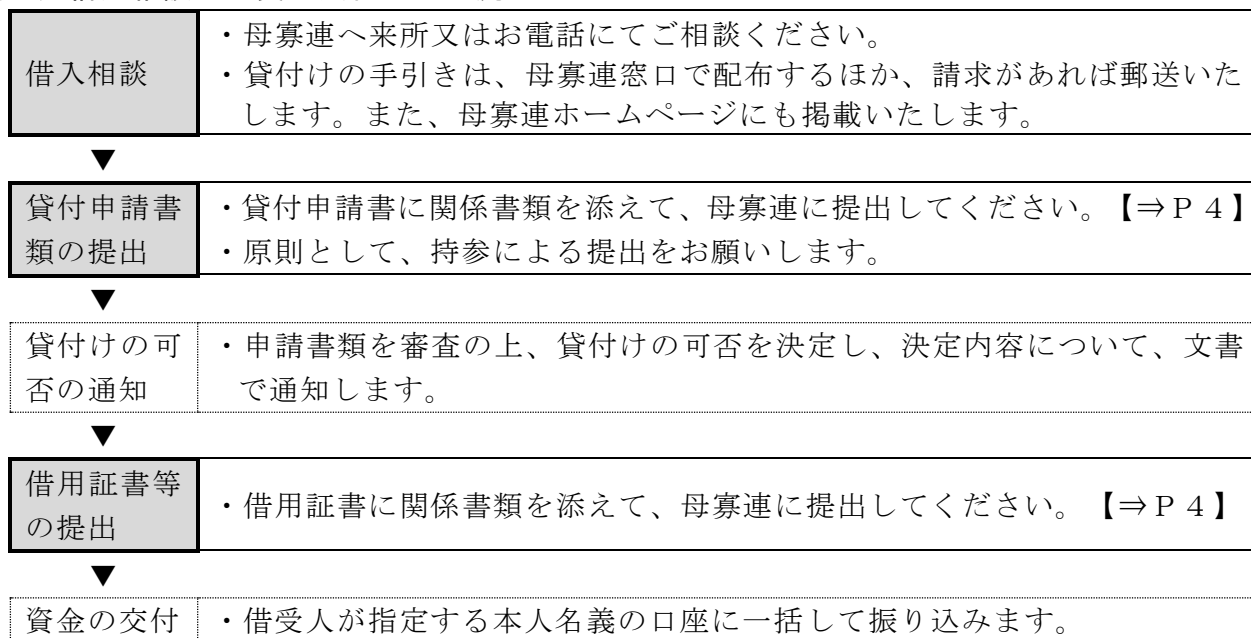 借入相談
・母寡連へ来所又はお電話にてご相談ください。
・貸付けの手引きは、母寡連窓口で配布するほか、請求があれば郵送いた
します。また、母寡連ホームページにも掲載いたします。
▼
貸付申請書
類の提出
・貸付申請書に関係書類を添えて、母寡連に提出してください。【⇒Ｐ４】
・原則として、持参による提出をお願いします。
▼
貸付けの可
否の通知
・申請書類を審査の上、貸付けの可否を決定し、決定内容について、文書
で通知します。
▼
借用証書等
の提出
・借用証書に関係書類を添えて、母寡連に提出してください。【⇒Ｐ４】
▼
資金の交付
・借受人が指定する本人名義の口座に一括して振り込みます。